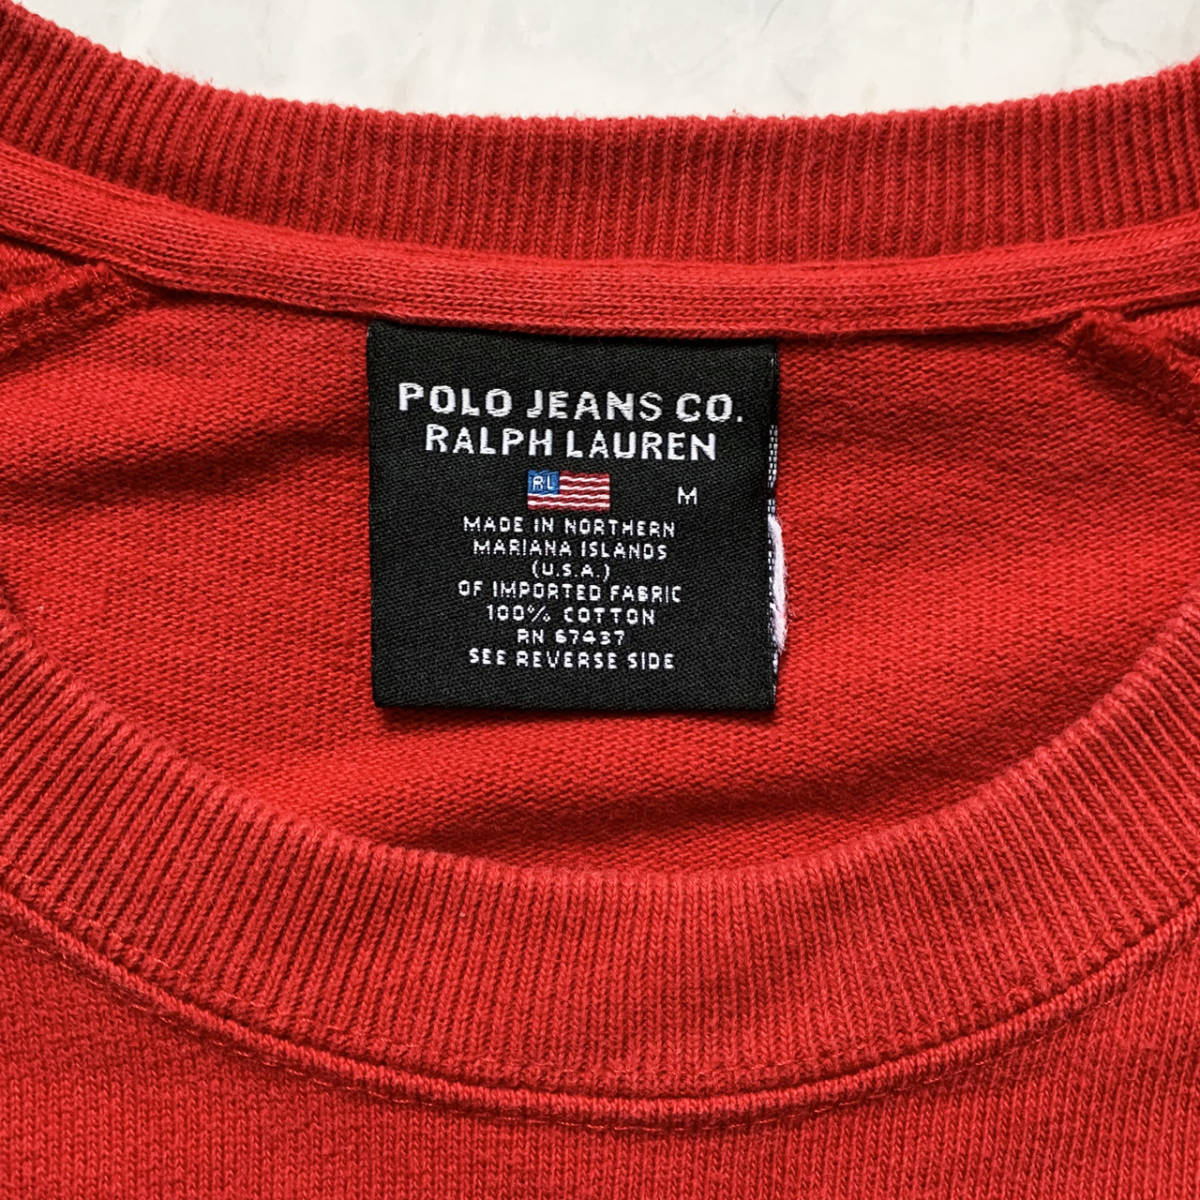 POLO JEANS CO.
RALPH LAUREN
RL
M
MADE IN NORTHERN
MARIANA ISLANDS
(U.S.A.)
OF IMPORTED FABRIC
100% COTTON
RN 67437
SEE REVERSE SIDE